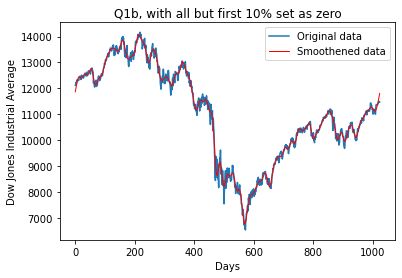 Q1b, with all but first 10% set as zero
Original data
Smoothened data
Dow Jones Industrial Average
14000
13000
12000
11000
10000
9000
8000
7000
0
200
400
600
800
1000
Days